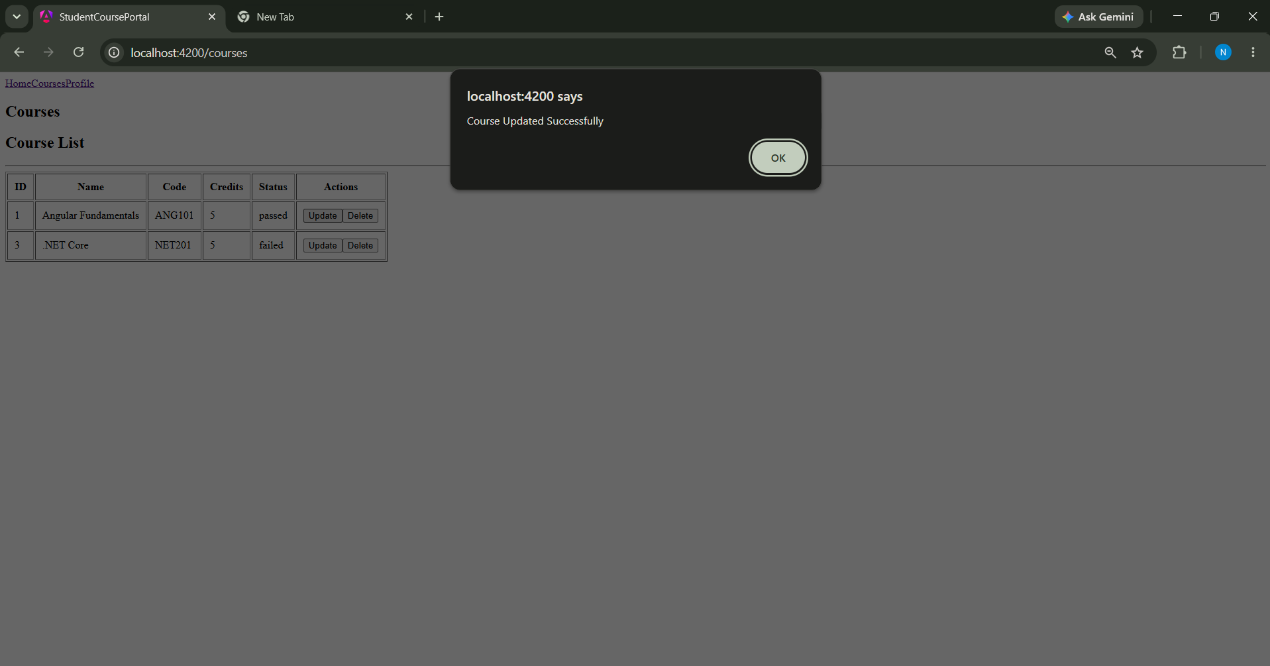 StudentCoursePortal
New Tab
Ask Gemini
localhost:4200/courses
N
HomeCoursesProfile
localhost:4200 says
Course Updated Successfully
OK
Courses
Course List
ID Name Code Credits Status Actions
1 Angular Fundamentals ANG101 5 passed Update Delete
3 .NET Core NET201 5 failed Update Delete